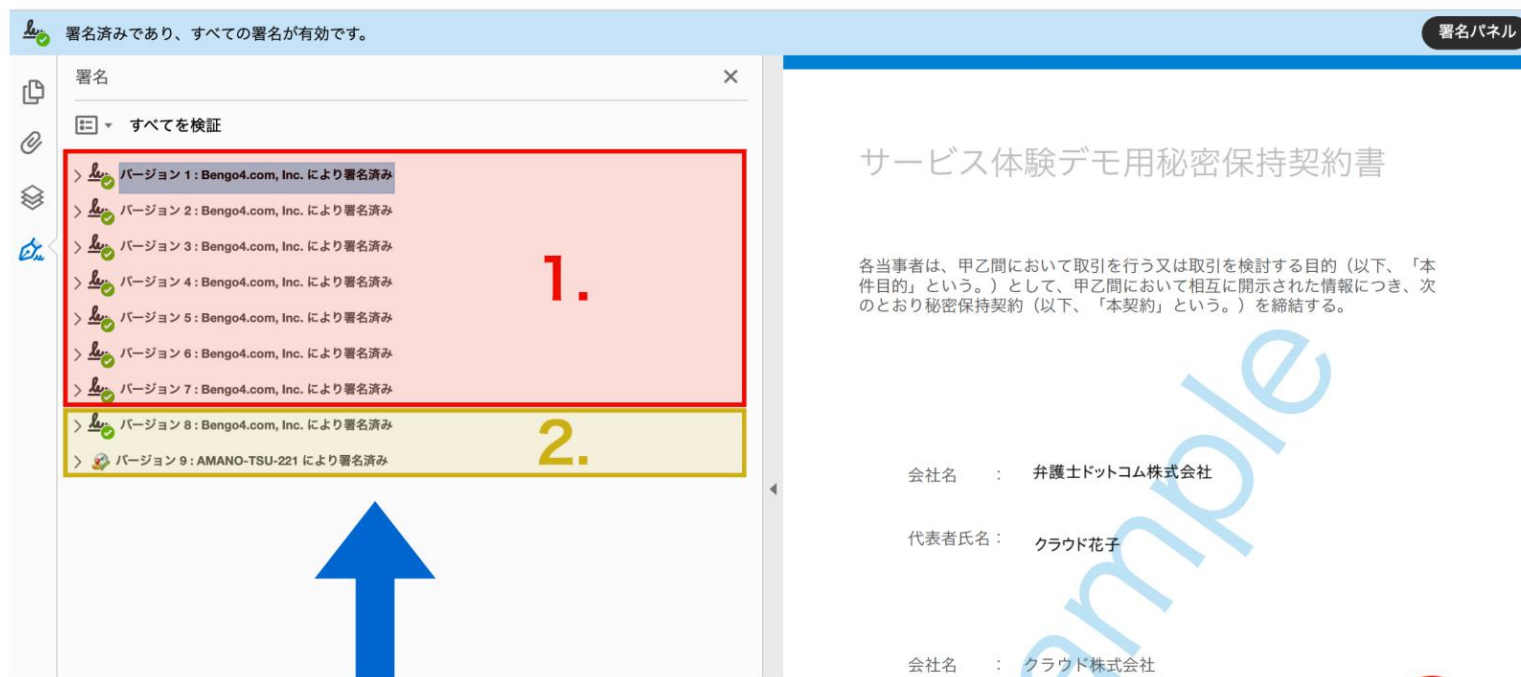 署名済みであり、すべての署名が有効です。
署名パネル
署名
すべてを検証
バージョン 1 : Bengo4.com, Inc. により署名済み
バージョン 2 : Bengo4.com, Inc. により署名済み
バージョン 3 : Bengo4.com, Inc. により署名済み
バージョン 4 : Bengo4.com, Inc. により署名済み
バージョン 5 : Bengo4.com, Inc. により署名済み
バージョン 6 : Bengo4.com, Inc. により署名済み
バージョン 7 : Bengo4.com, Inc. により署名済み
1.
バージョン 8 : Bengo4.com, Inc. により署名済み
バージョン 9 : AMANO-TSU-221 により署名済み
2.
サービス体験デモ用秘密保持契約書
各当事者は、甲乙間において取引を行う又は取引を検討する目的（以下、「本
件目的」という。）として、甲乙間において相互に開示された情報につき、次
のとおり秘密保持契約（以下、「本契約」という。）を締結する。
会社名 : 弁護士ドットコム株式会社
代表者氏名 : クラウド花子
会社名 : クラウド株式会社
ample